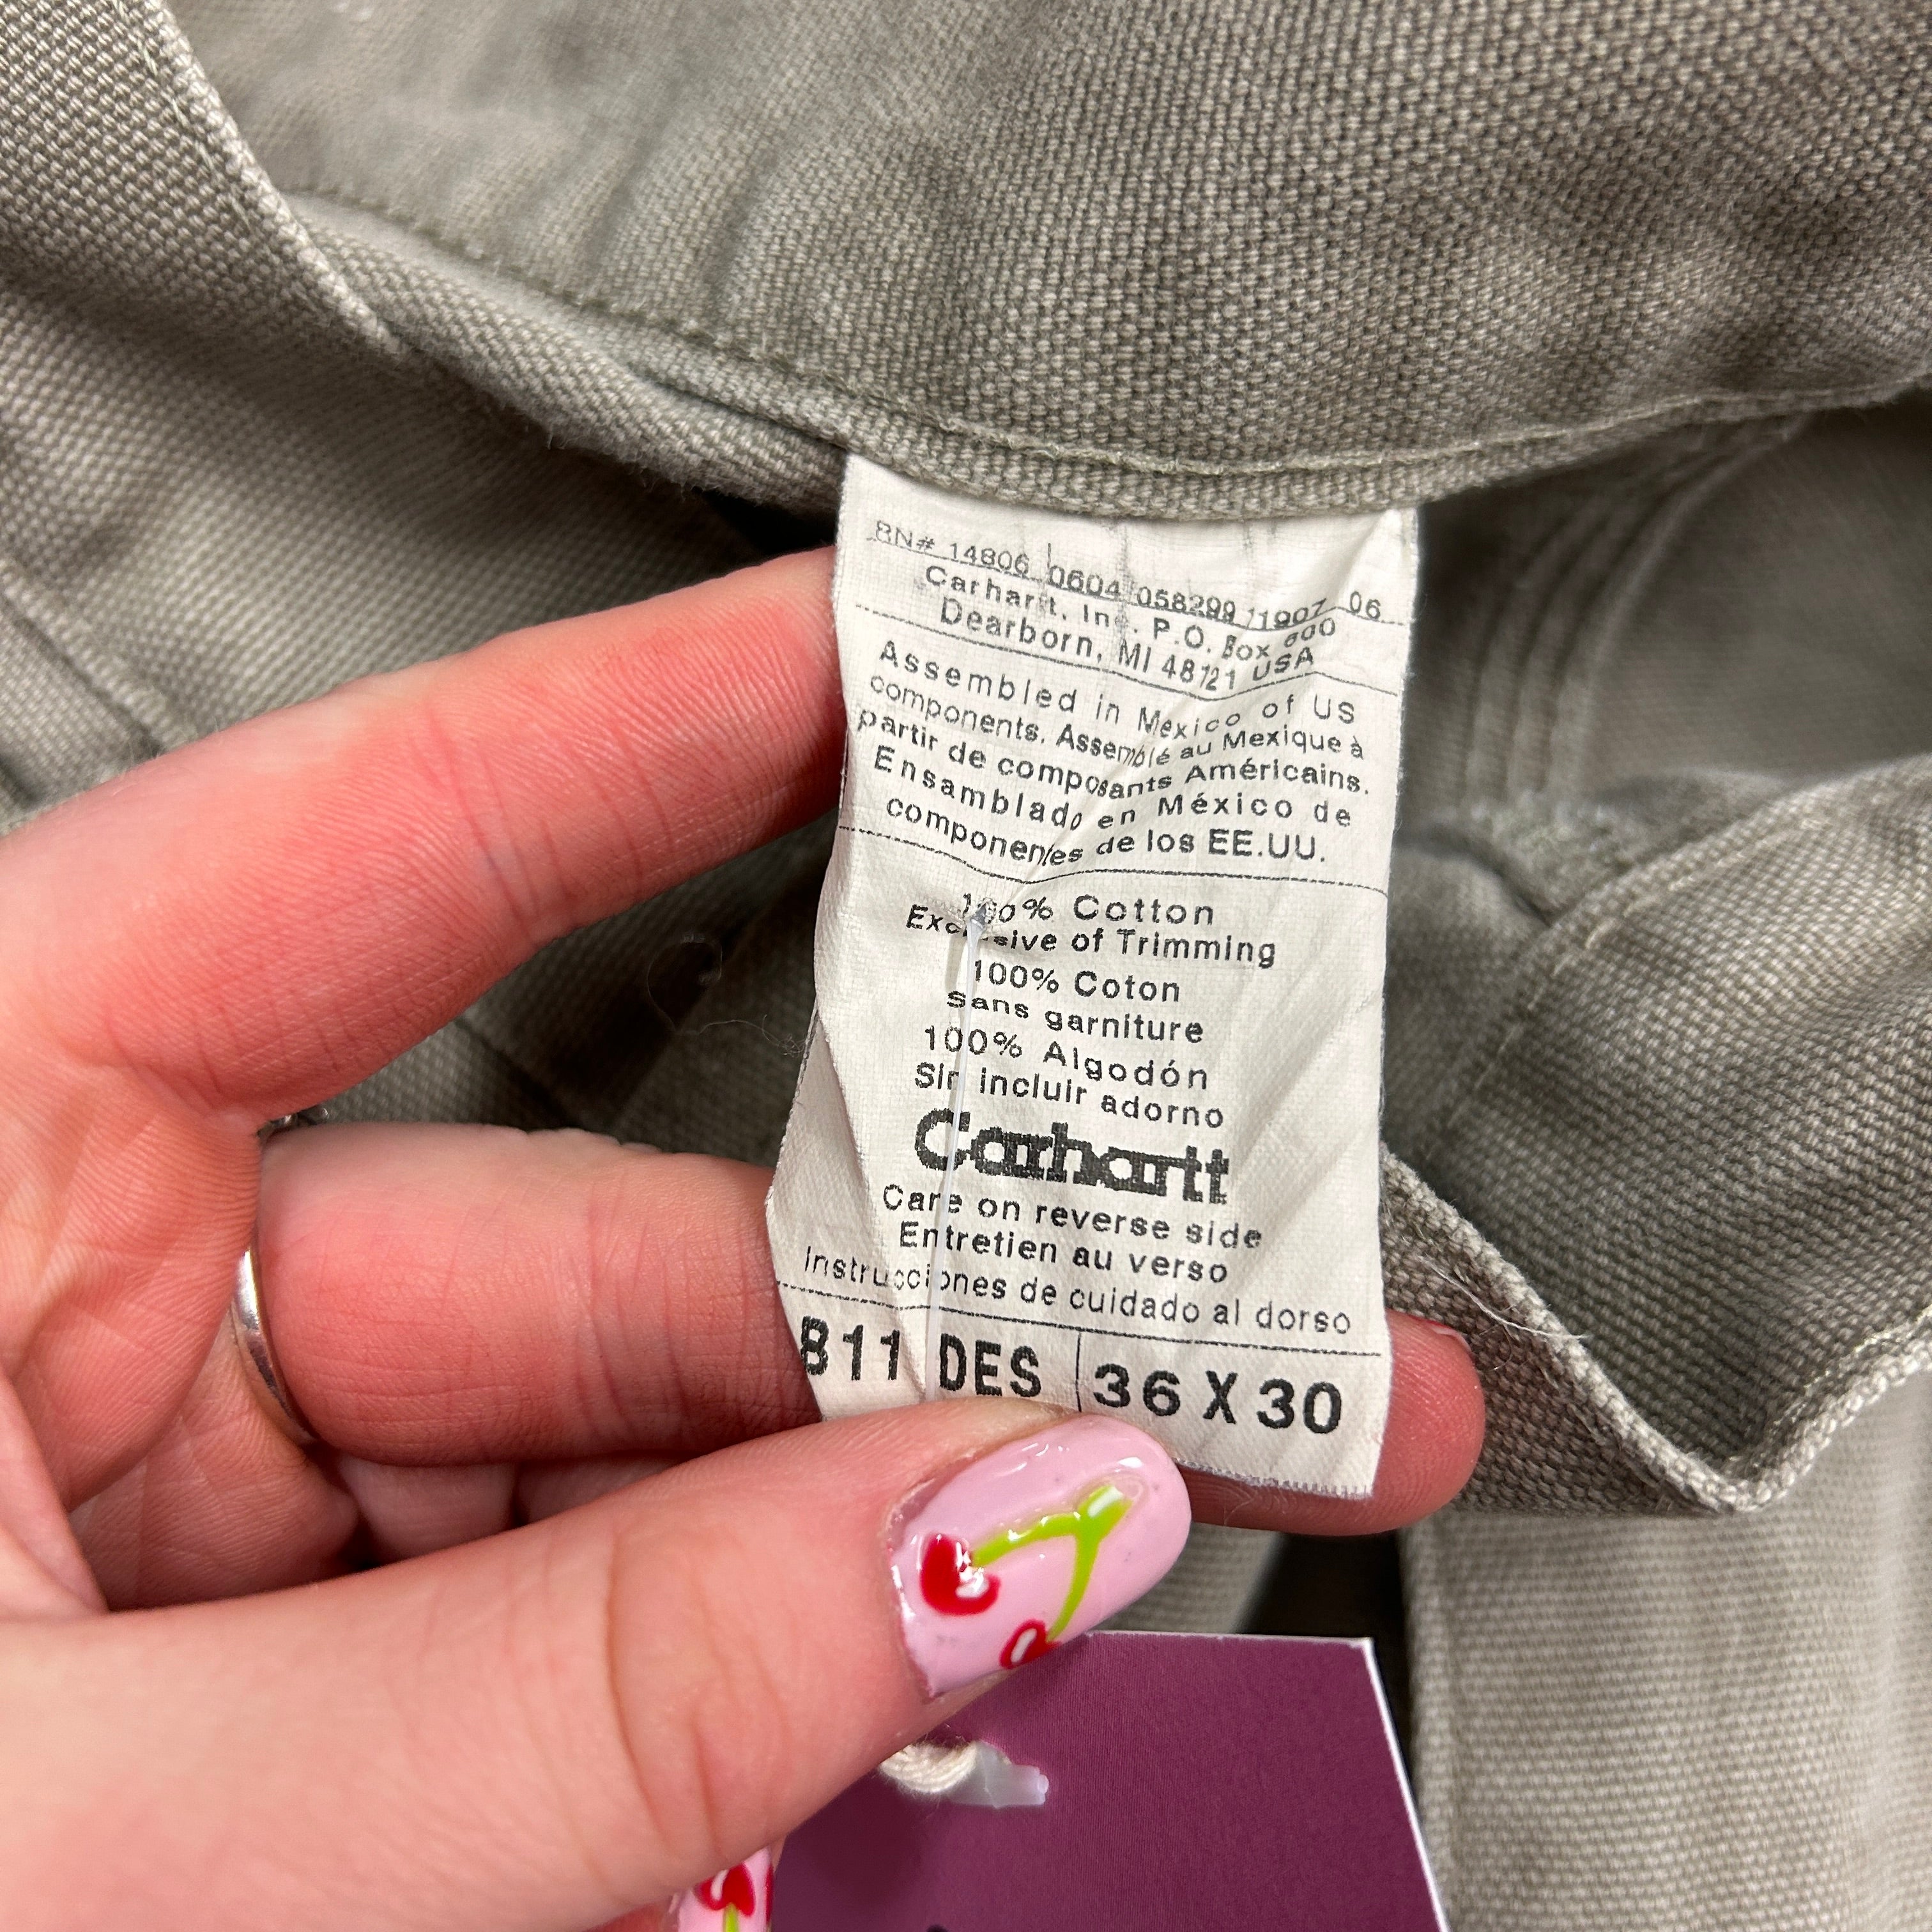 RN# 14806 0604 058299 11907 06
Carhartt, Inc. P.O. Box 600
Dearborn, MI 48121 USA
Assembled in Mexico of US
components. Assemblé au Mexique à
partir de composants Américains.
Ensamblado en México de
componentes de los EE.UU.
100% Cotton
Exclusive of Trimming
100% Coton
sans garniture
100% Algodón
Sin incluir adorno
Carhartt
Care on reverse side
Entretien au verso
Instrucciones de cuidado al dorso
B11 DES 36 X 30